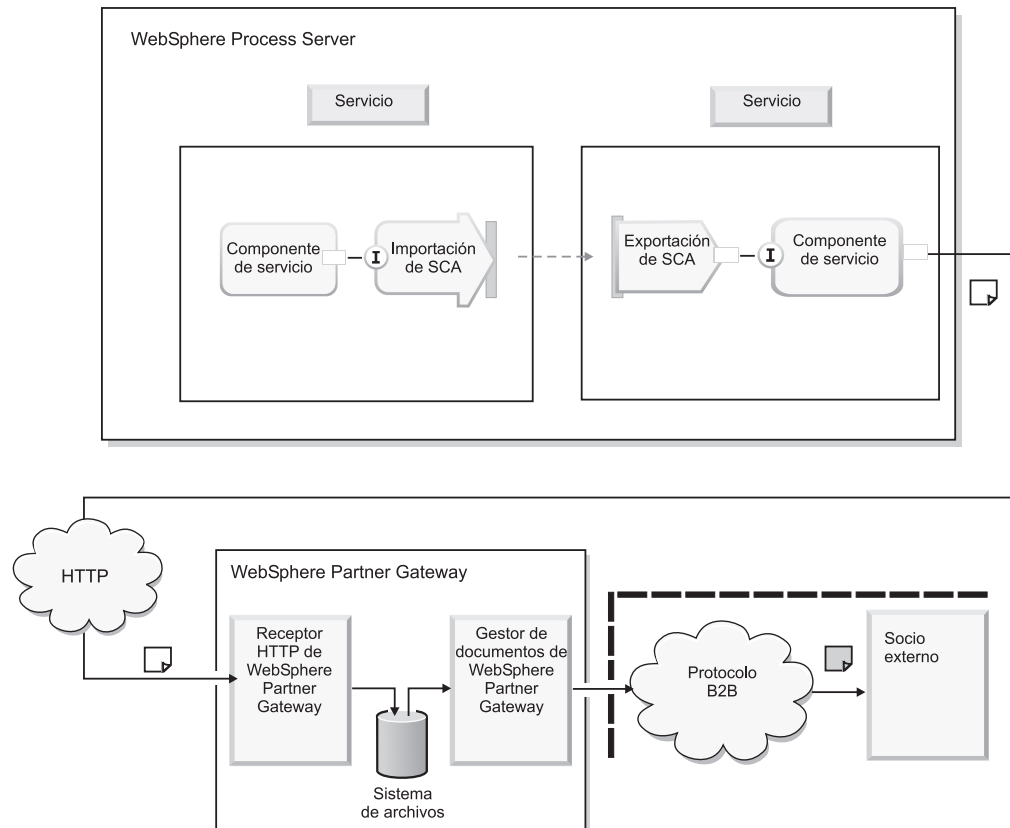 WebSphere Process Server
Servicio
Servicio
Componente
de servicio
I
Importación
de SCA
Exportación
de SCA
I
Componente
de servicio
HTTP
WebSphere Partner Gateway
Receptor
HTTP de
WebSphere
Partner
Gateway
Gestor de
documentos de
WebSphere
Partner
Gateway
Sistema
de archivos
Protocolo
B2B
Socio
externo